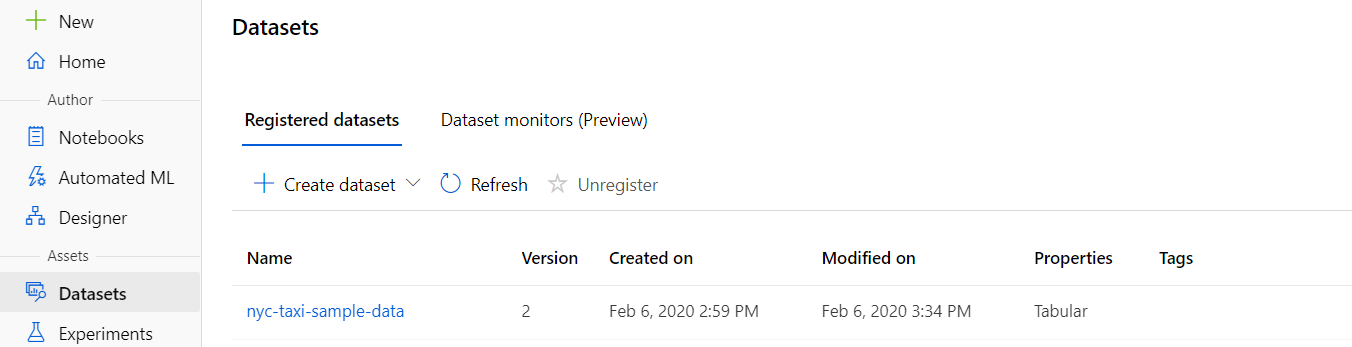 New
Home
Author
Notebooks
Automated ML
Designer
Assets
Datasets
Experiments
Datasets
Registered datasets Dataset monitors (Preview)
Create dataset Refresh Unregister
Name Version Created on Modified on Properties Tags
nyc-taxi-sample-data 2 Feb 6, 2020 2:59 PM Feb 6, 2020 3:34 PM Tabular